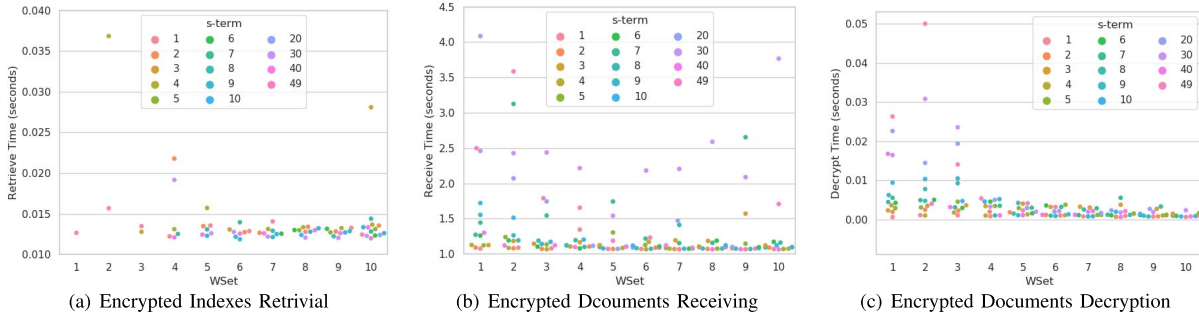 0.040
0.035
0.030
0.025
0.020
0.015
0.010
Retrieve Time (seconds)
s-term
1 6 20
2 7 30
3 8 40
4 9 49
5 10
1 2 3 4 5 6 7 8 9 10
WSet
(a) Encrypted Indexes Retrivial
4.5
4.0
3.5
3.0
2.5
2.0
1.5
1.0
Receive Time (seconds)
s-term
1 6 20
2 7 30
3 8 40
4 9 49
5 10
1 2 3 4 5 6 7 8 9 10
WSet
(b) Encrypted Dcouments Receiving
0.05
0.04
0.03
0.02
0.01
0.00
Decrypt Time (seconds)
s-term
1 6 20
2 7 30
3 8 40
4 9 49
5 10
1 2 3 4 5 6 7 8 9 10
WSet
(c) Encrypted Documents Decryption